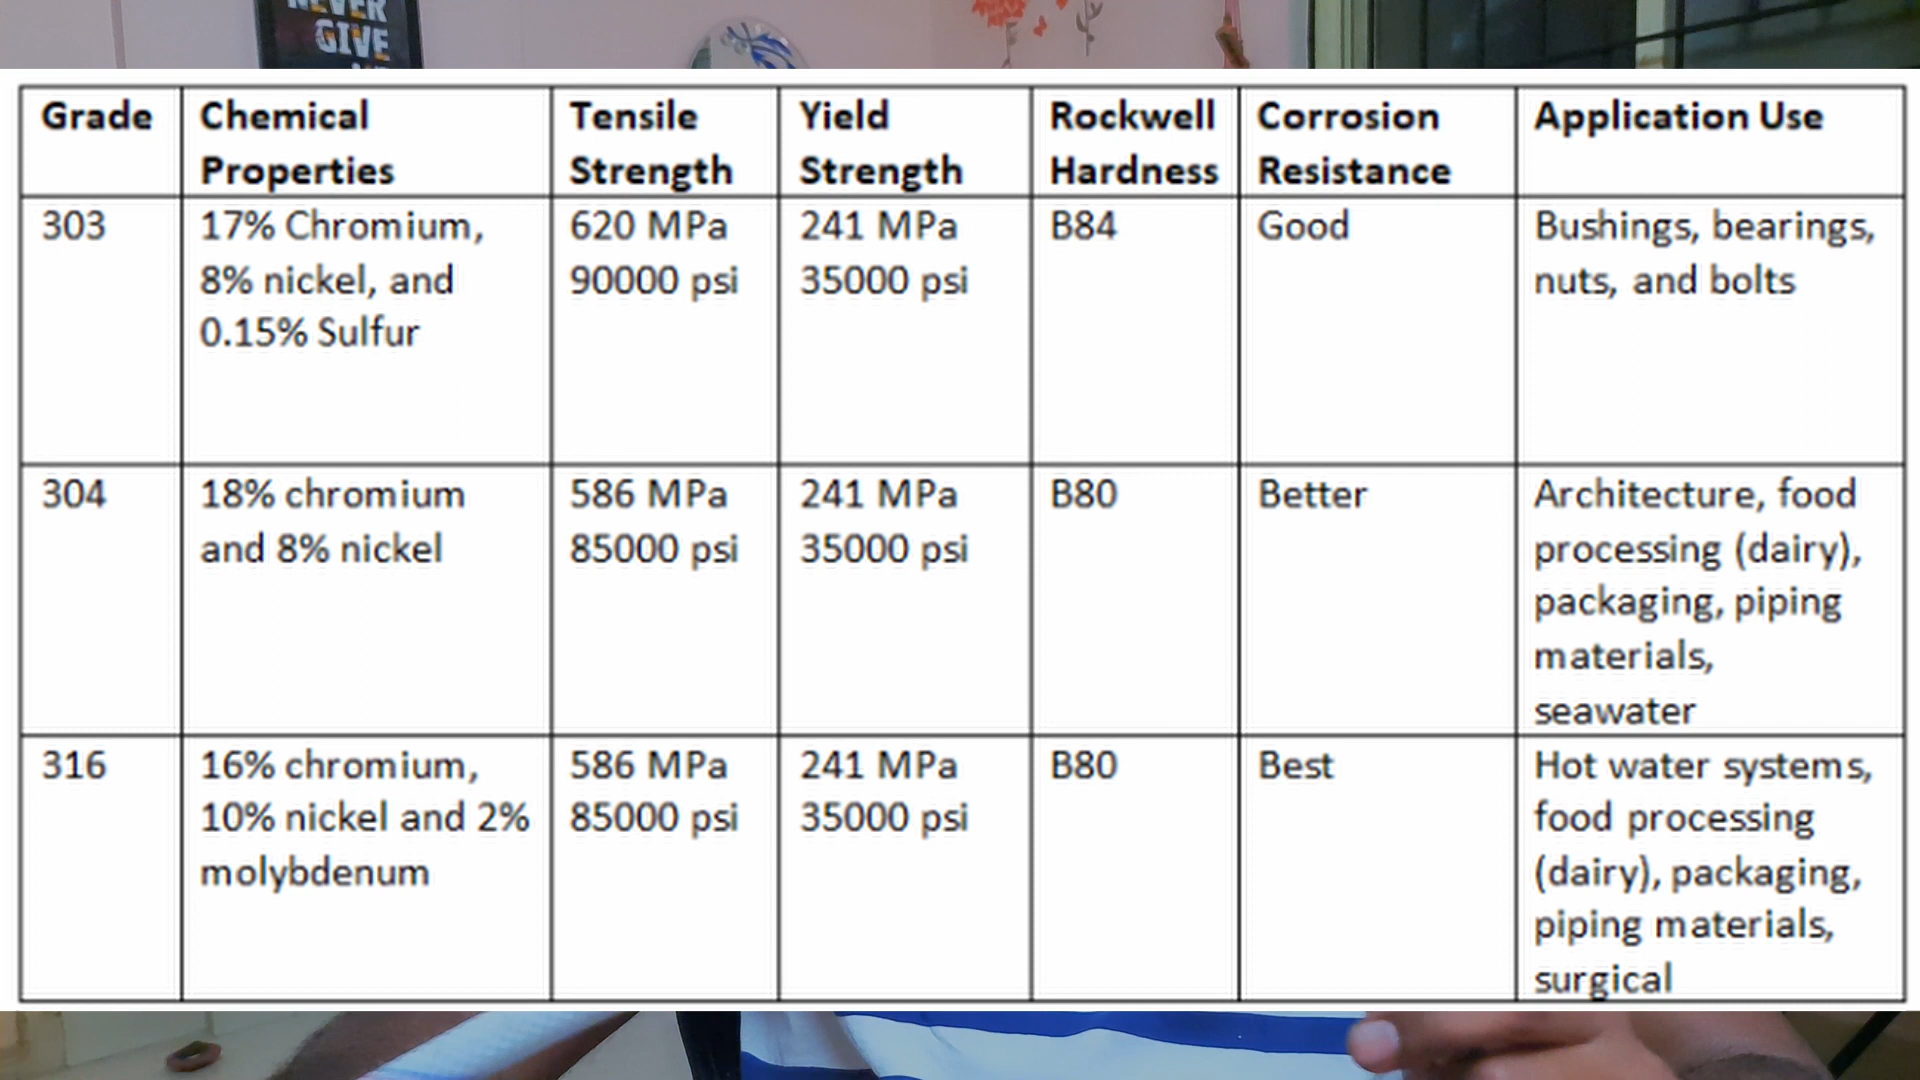 NEVER
GIVE
Grade
Chemical
Properties
Tensile
Strength
Yield
Strength
Rockwell
Hardness
Corrosion
Resistance
Application Use
303
17% Chromium,
8% nickel, and
0.15% Sulfur
620 MPa
90000 psi
241 MPa
35000 psi
B84
Good
Bushings, bearings,
nuts, and bolts
304
18% chromium
and 8% nickel
586 MPa
85000 psi
241 MPa
35000 psi
B80
Better
Architecture, food
processing (dairy),
packaging, piping
materials,
seawater
316
16% chromium,
10% nickel and 2%
molybdenum
586 MPa
85000 psi
241 MPa
35000 psi
B80
Best
Hot water systems,
food processing
(dairy), packaging,
piping materials,
surgical